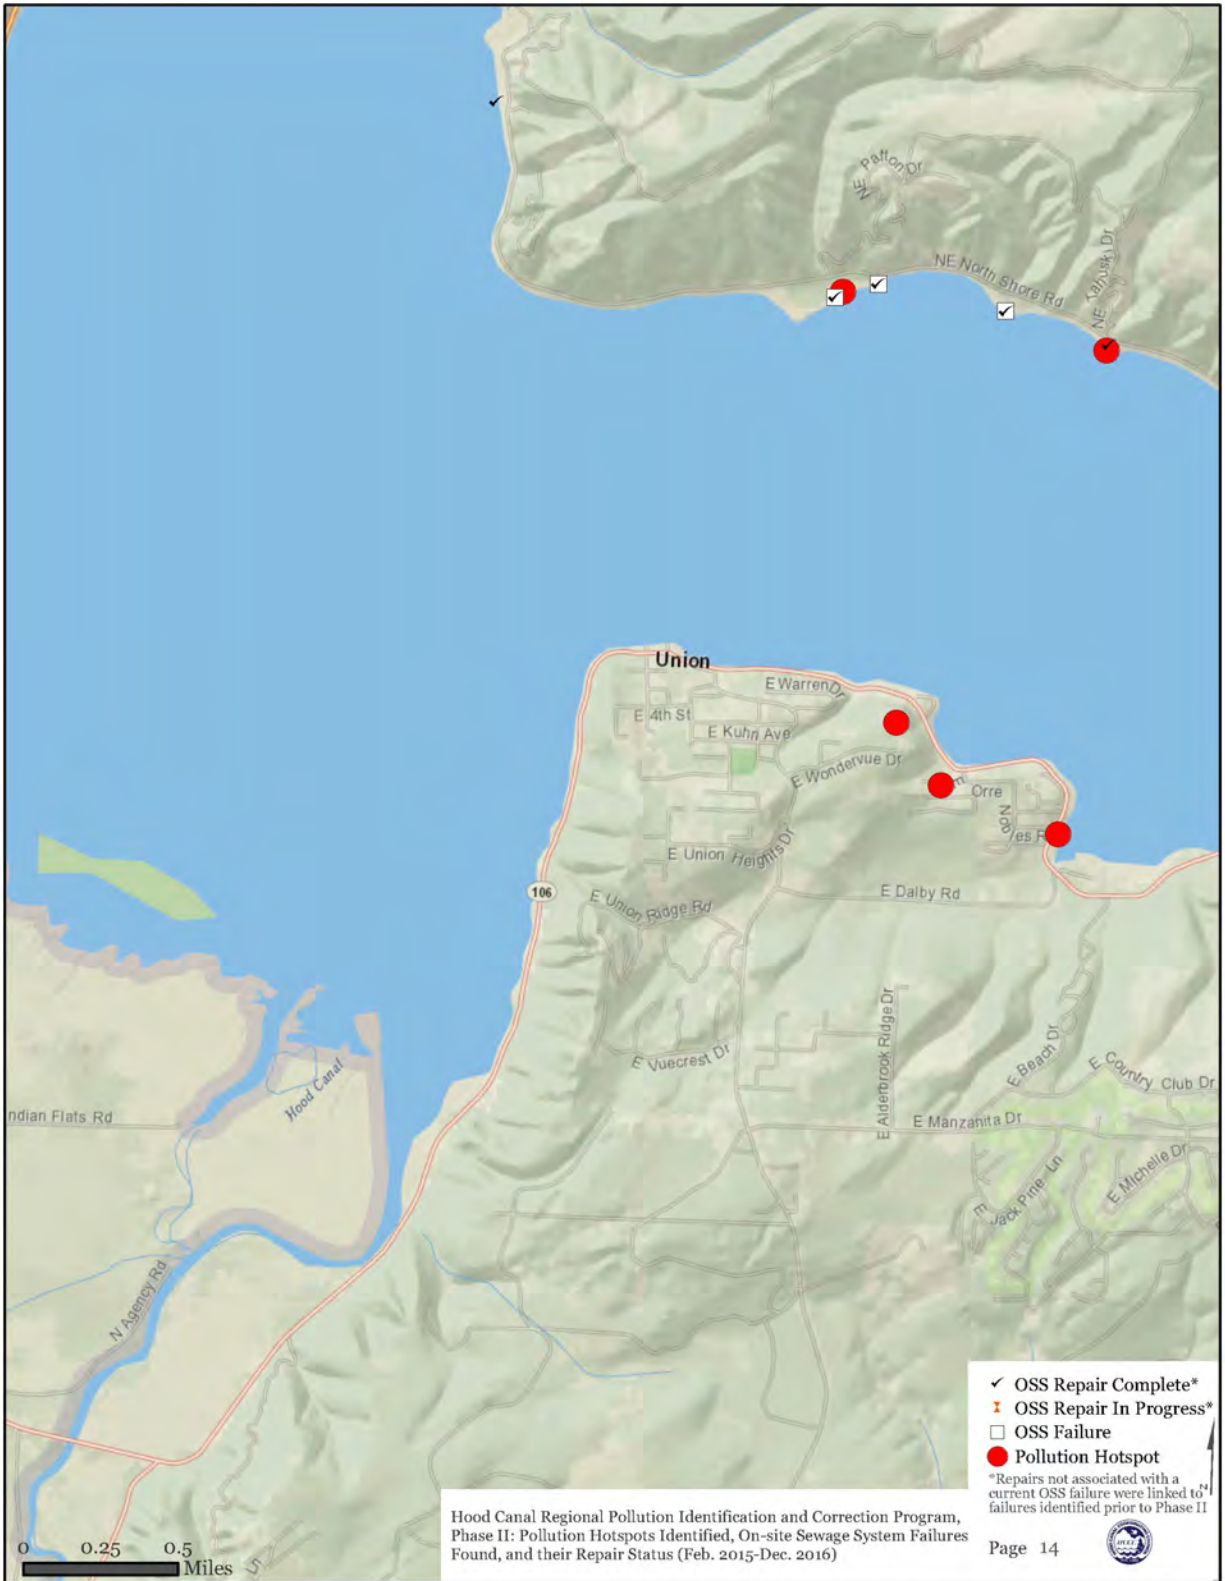 NE Patton Dr
NE North Shore Rd
NE Yahuski Dr
Union
E Warren Dr
E 4th St
E Kuhn Ave
E Wondervue Dr
Orre
E Union Heights Dr
106
E Union Ridge Rd
E Dalby Rd
E Vuecrest Dr
E Alderbrook Ridge Dr
E Beach Dr
E Country Club Dr
Hood Canal
ndian Flats Rd
E Manzanita Dr
E Jack Pine Ln
E Michelle Dr
N Agency Rd
OSS Repair Complete*
OSS Repair In Progress*
OSS Failure
Pollution Hotspot
*Repairs not associated with a
current OSS failure were linked to
failures identified prior to Phase II
N
Hood Canal Regional Pollution Identification and Correction Program,
Phase II: Pollution Hotspots Identified, On-site Sewage System Failures
Found, and their Repair Status (Feb. 2015-Dec. 2016)
Page 14
0 0.25 0.5
Miles